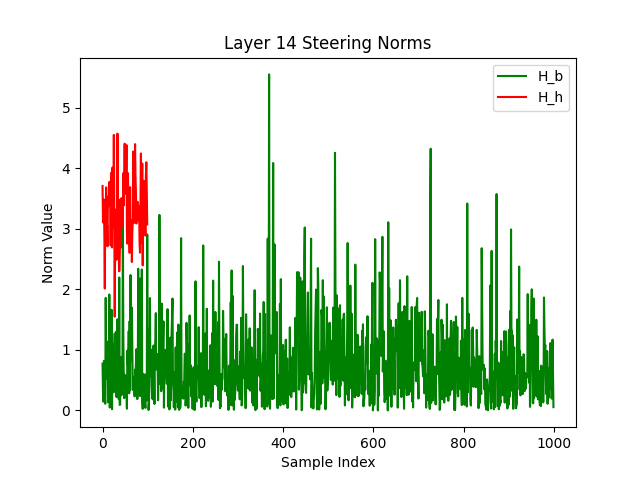 Layer 14 Steering Norms
H_b
H_h
Norm Value
5
4
3
2
1
0
0 200 400 600 800 1000
Sample Index